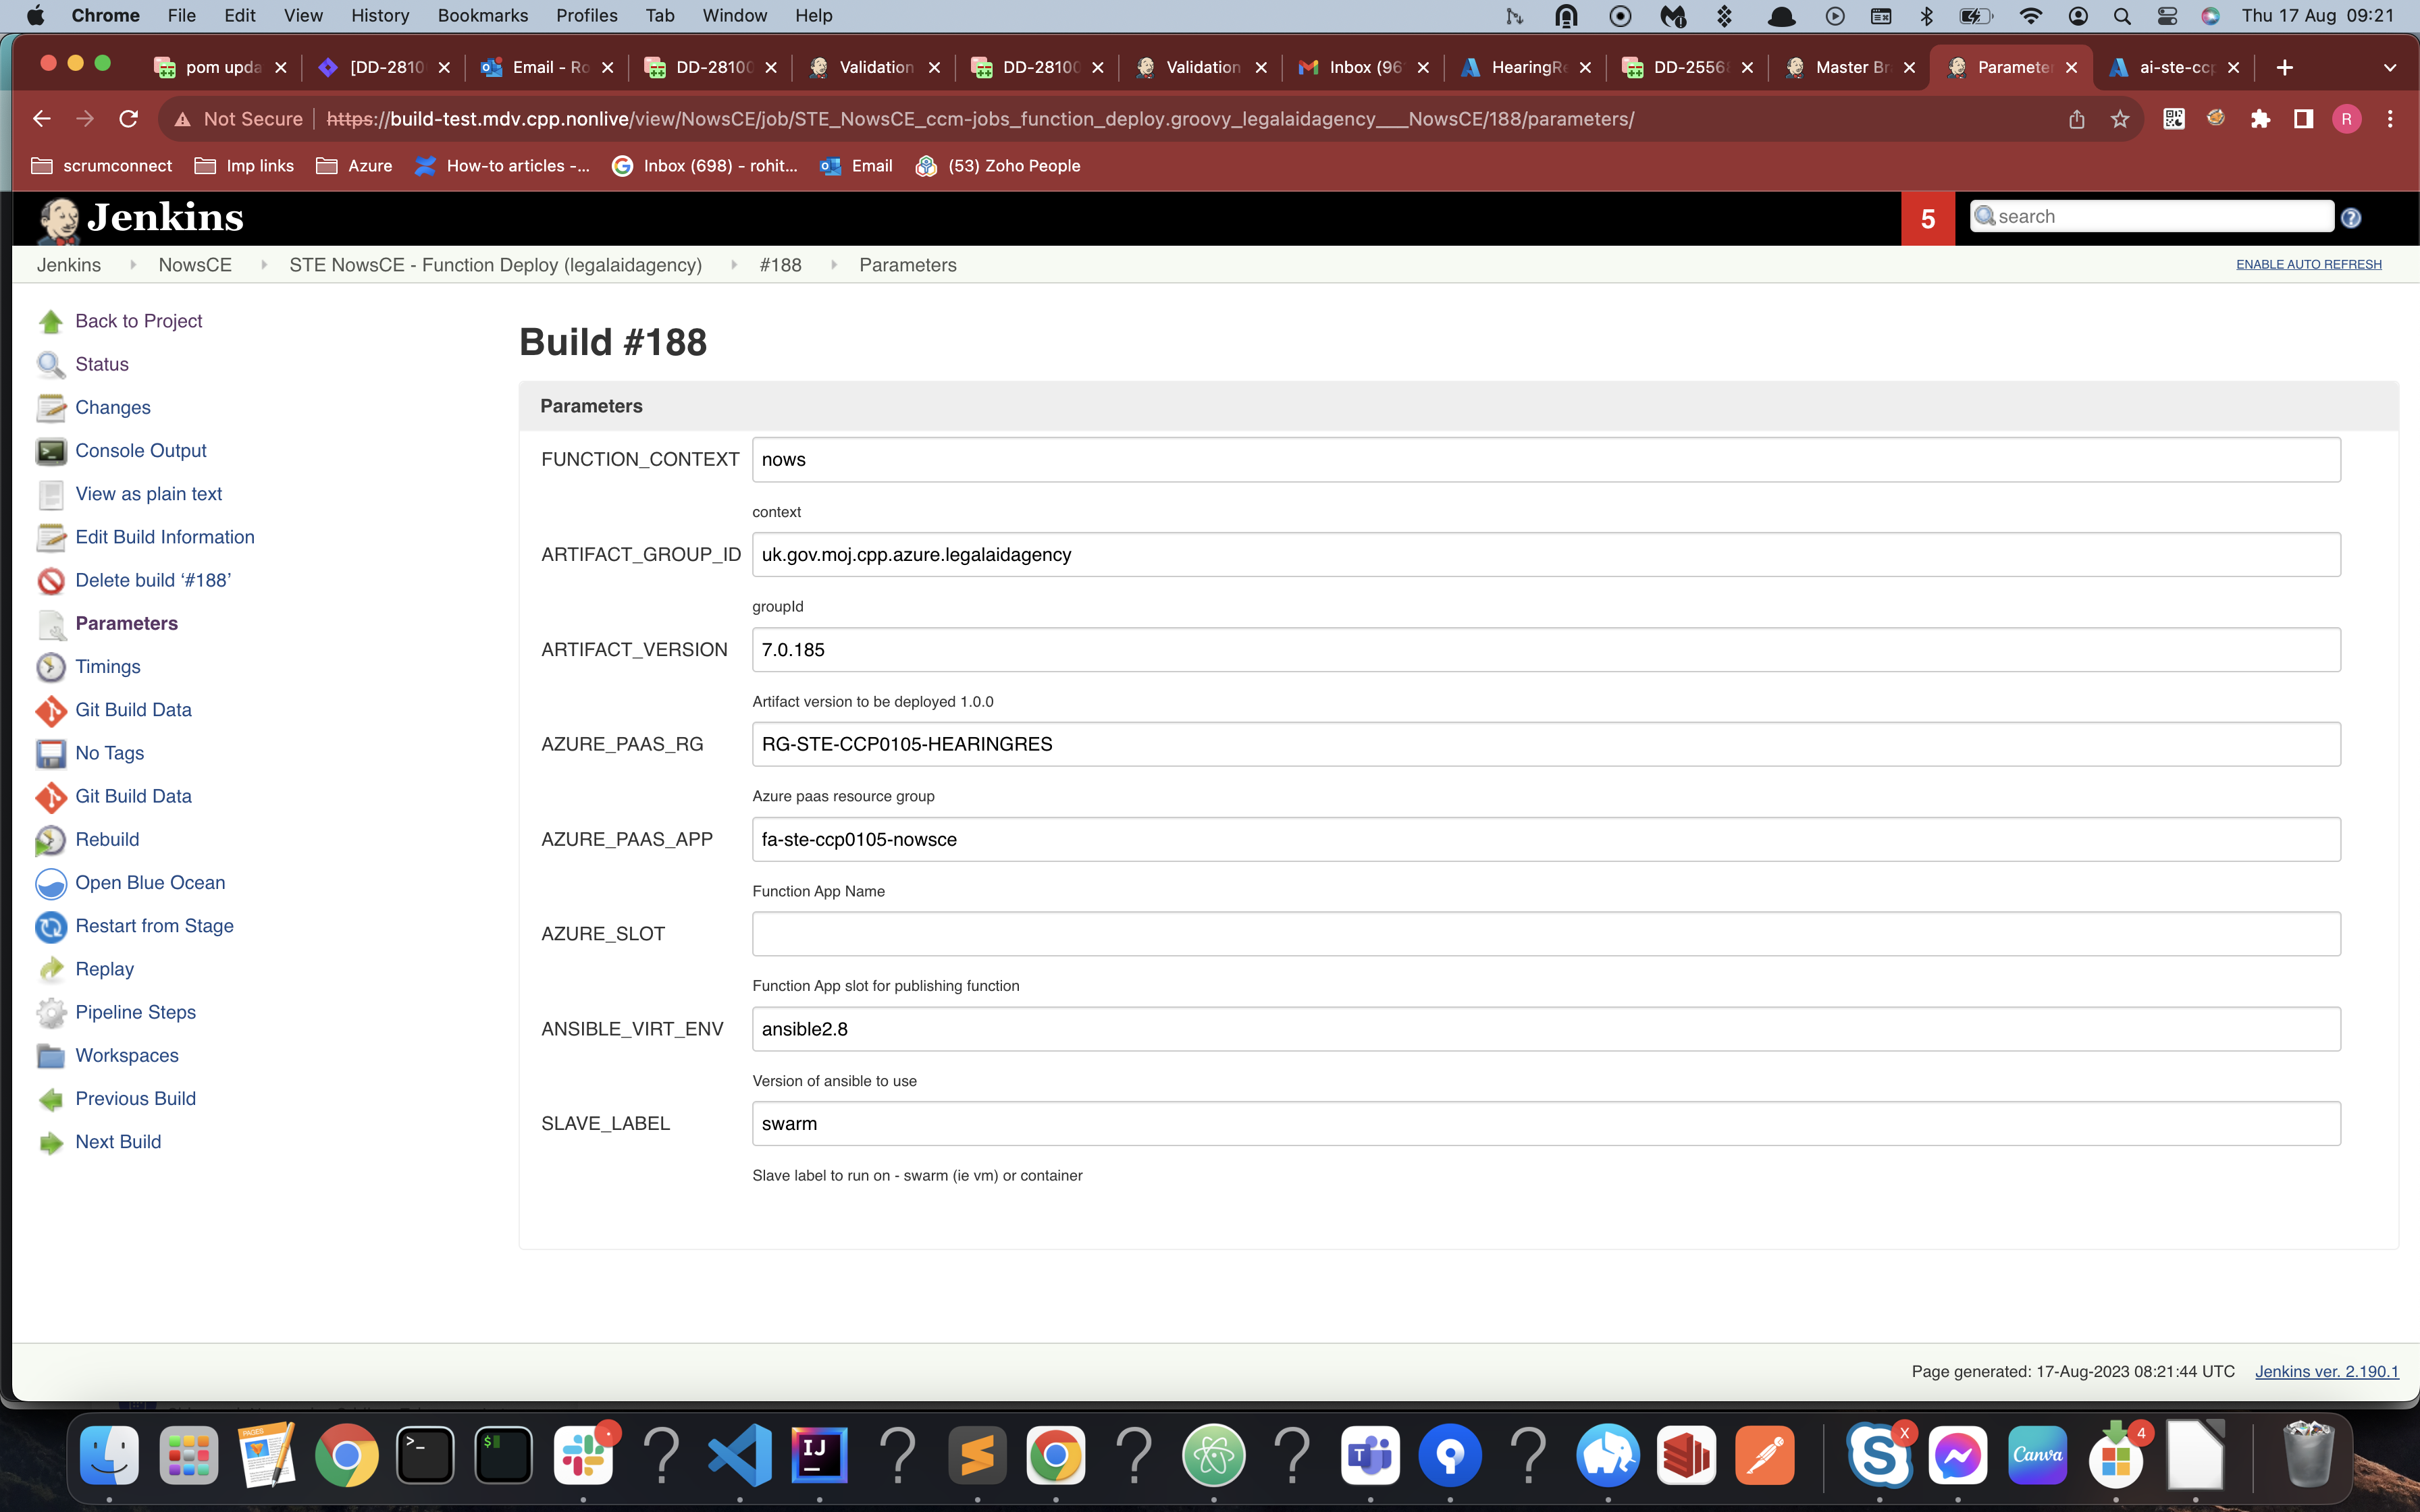 Chrome File Edit View History Bookmarks Profiles Tab Window Help Thu 17 Aug 09:21
pom upda [DD-2810 Email - Ro DD-28100 Validation DD-28100 Validation Inbox (96 HearingRe DD-2556 Master Br Parameter ai-ste-ccp
Not Secure https://build-test.mdv.cpp.nonlive/view/NowsCE/job/STE_NowsCE_ccm-jobs_function_deploy.groovy_legalaidagency___NowsCE/188/parameters/ R
scrumconnect Imp links Azure How-to articles -... Inbox (698) - rohit... Email (53) Zoho People
Jenkins 5 search ?
Jenkins NowsCE STE NowsCE - Function Deploy (legalaidagency) #188 Parameters ENABLE AUTO REFRESH
Back to Project
Status
Changes
Console Output
View as plain text
Edit Build Information
Delete build ‘#188’
Parameters
Timings
Git Build Data
No Tags
Git Build Data
Rebuild
Open Blue Ocean
Restart from Stage
Replay
Pipeline Steps
Workspaces
Previous Build
Next Build
Build #188
Parameters
FUNCTION_CONTEXT nows
context
ARTIFACT_GROUP_ID uk.gov.moj.cpp.azure.legalaidagency
groupId
ARTIFACT_VERSION 7.0.185
Artifact version to be deployed 1.0.0
AZURE_PAAS_RG RG-STE-CCP0105-HEARINGRES
Azure paas resource group
AZURE_PAAS_APP fa-ste-ccp0105-nowsce
Function App Name
AZURE_SLOT
Function App slot for publishing function
ANSIBLE_VIRT_ENV ansible2.8
Version of ansible to use
SLAVE_LABEL swarm
Slave label to run on - swarm (ie vm) or container
Page generated: 17-Aug-2023 08:21:44 UTC Jenkins ver. 2.190.1
PAGES >_ $ ? IJ ? ? ? T ? S X Canva 4